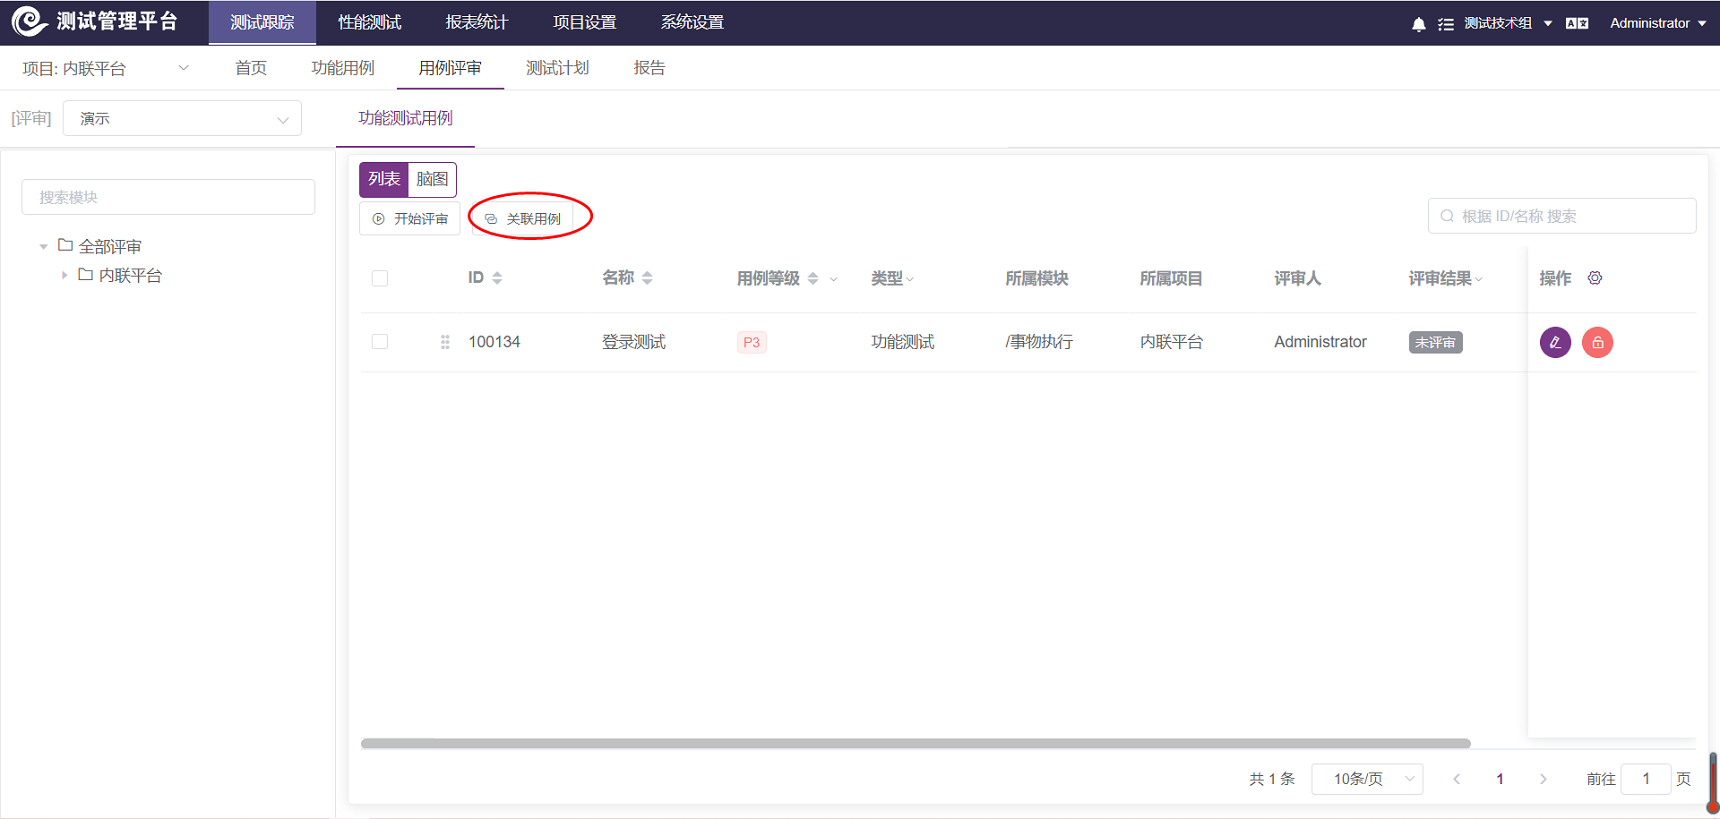 测试管理平台 测试跟踪 性能测试 报表统计 项目设置 系统设置 测试技术组 Administrator
项目: 内联平台 首页 功能用例 用例评审 测试计划 报告
[评审] 演示 功能测试用例
列表 脑图
搜索模块
开始评审 关联用例 根据 ID/名称 搜索
全部评审
内联平台
ID 名称 用例等级 类型 所属模块 所属项目 评审人 评审结果 操作
100134 登录测试 P3 功能测试 /事物执行 内联平台 Administrator 未评审
共 1 条 10条/页 1 前往 1 页